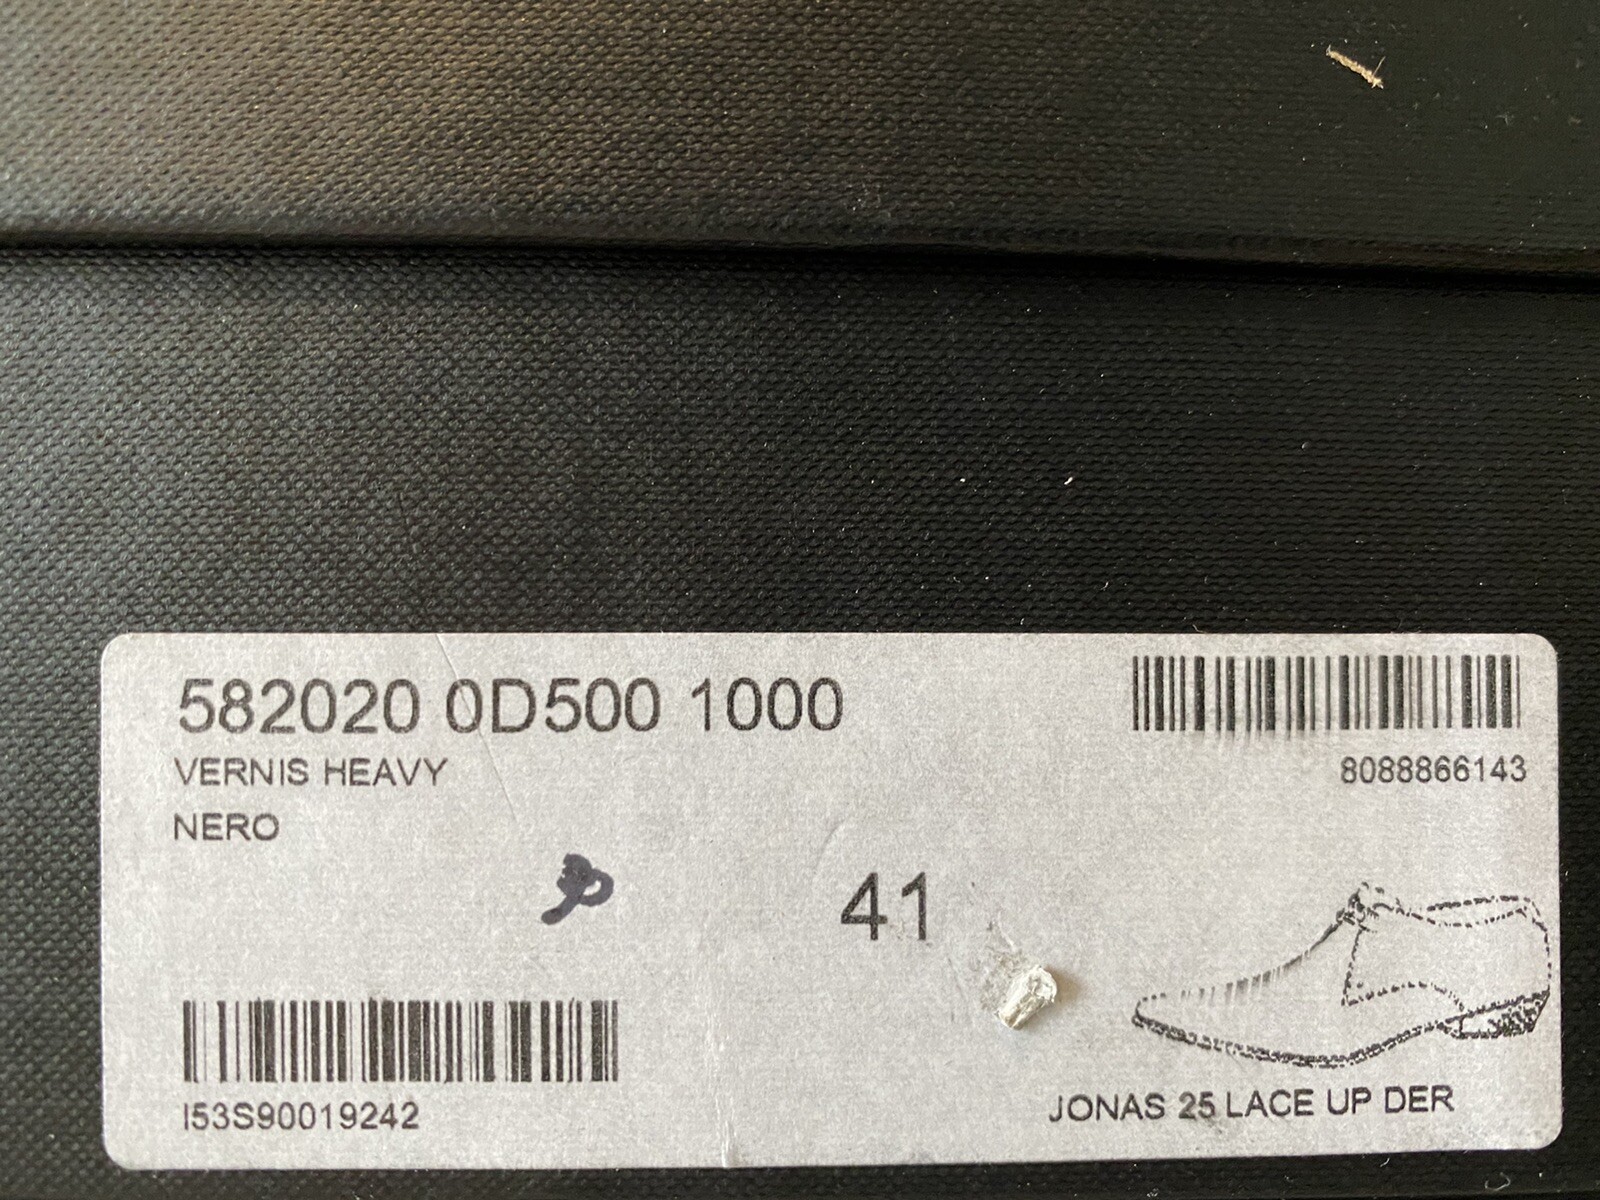 582020 0D500 1000
VERNIS HEAVY
NERO
8088866143
41
I53S90019242
JONAS 25 LACE UP DER